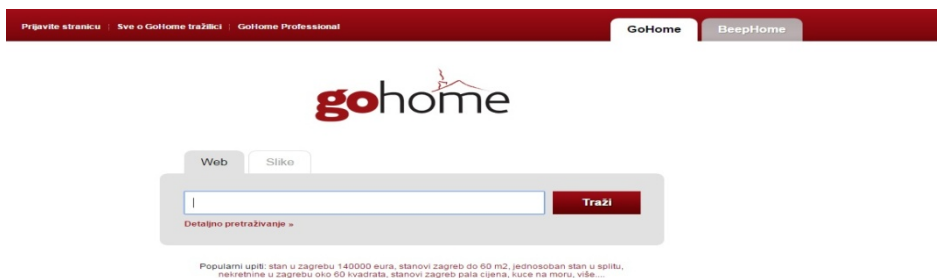 Prijavite stranicu | Sve o GoHome tražilici | GoHome Professional
GoHome BeepHome
gohome
Web Slike
Traži
Detaljno pretraživanje »
Popularni upiti: stan u zagrebu 140000 eura, stanovi zagreb do 60 m2, jednosoban stan u splitu,
nekretnine u zagrebu oko 60 kvadrata, stanovi zagreb pala cijena, kuce na moru, više....